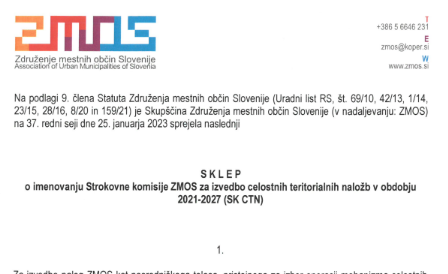 ZMOS
Združenje mestnih občin Slovenije
Association of Urban Municipalities of Slovenia
T
+386 5 6646 231
E
zmos@koper.si
W
www.zmos.si
Na podlagi 9. člena Statuta Združenja mestnih občin Slovenije (Uradni list RS, št. 69/10, 42/13, 1/14,
23/15, 28/16, 8/20 in 159/21) je Skupščina Združenja mestnih občin Slovenije (v nadaljevanju: ZMOS)
na 37. redni seji dne 25. januarja 2023 sprejela naslednji
S K L E P
o imenovanju Strokovne komisije ZMOS za izvedbo celostnih teritorialnih naložb v obdobju
2021-2027 (SK CTN)
1.